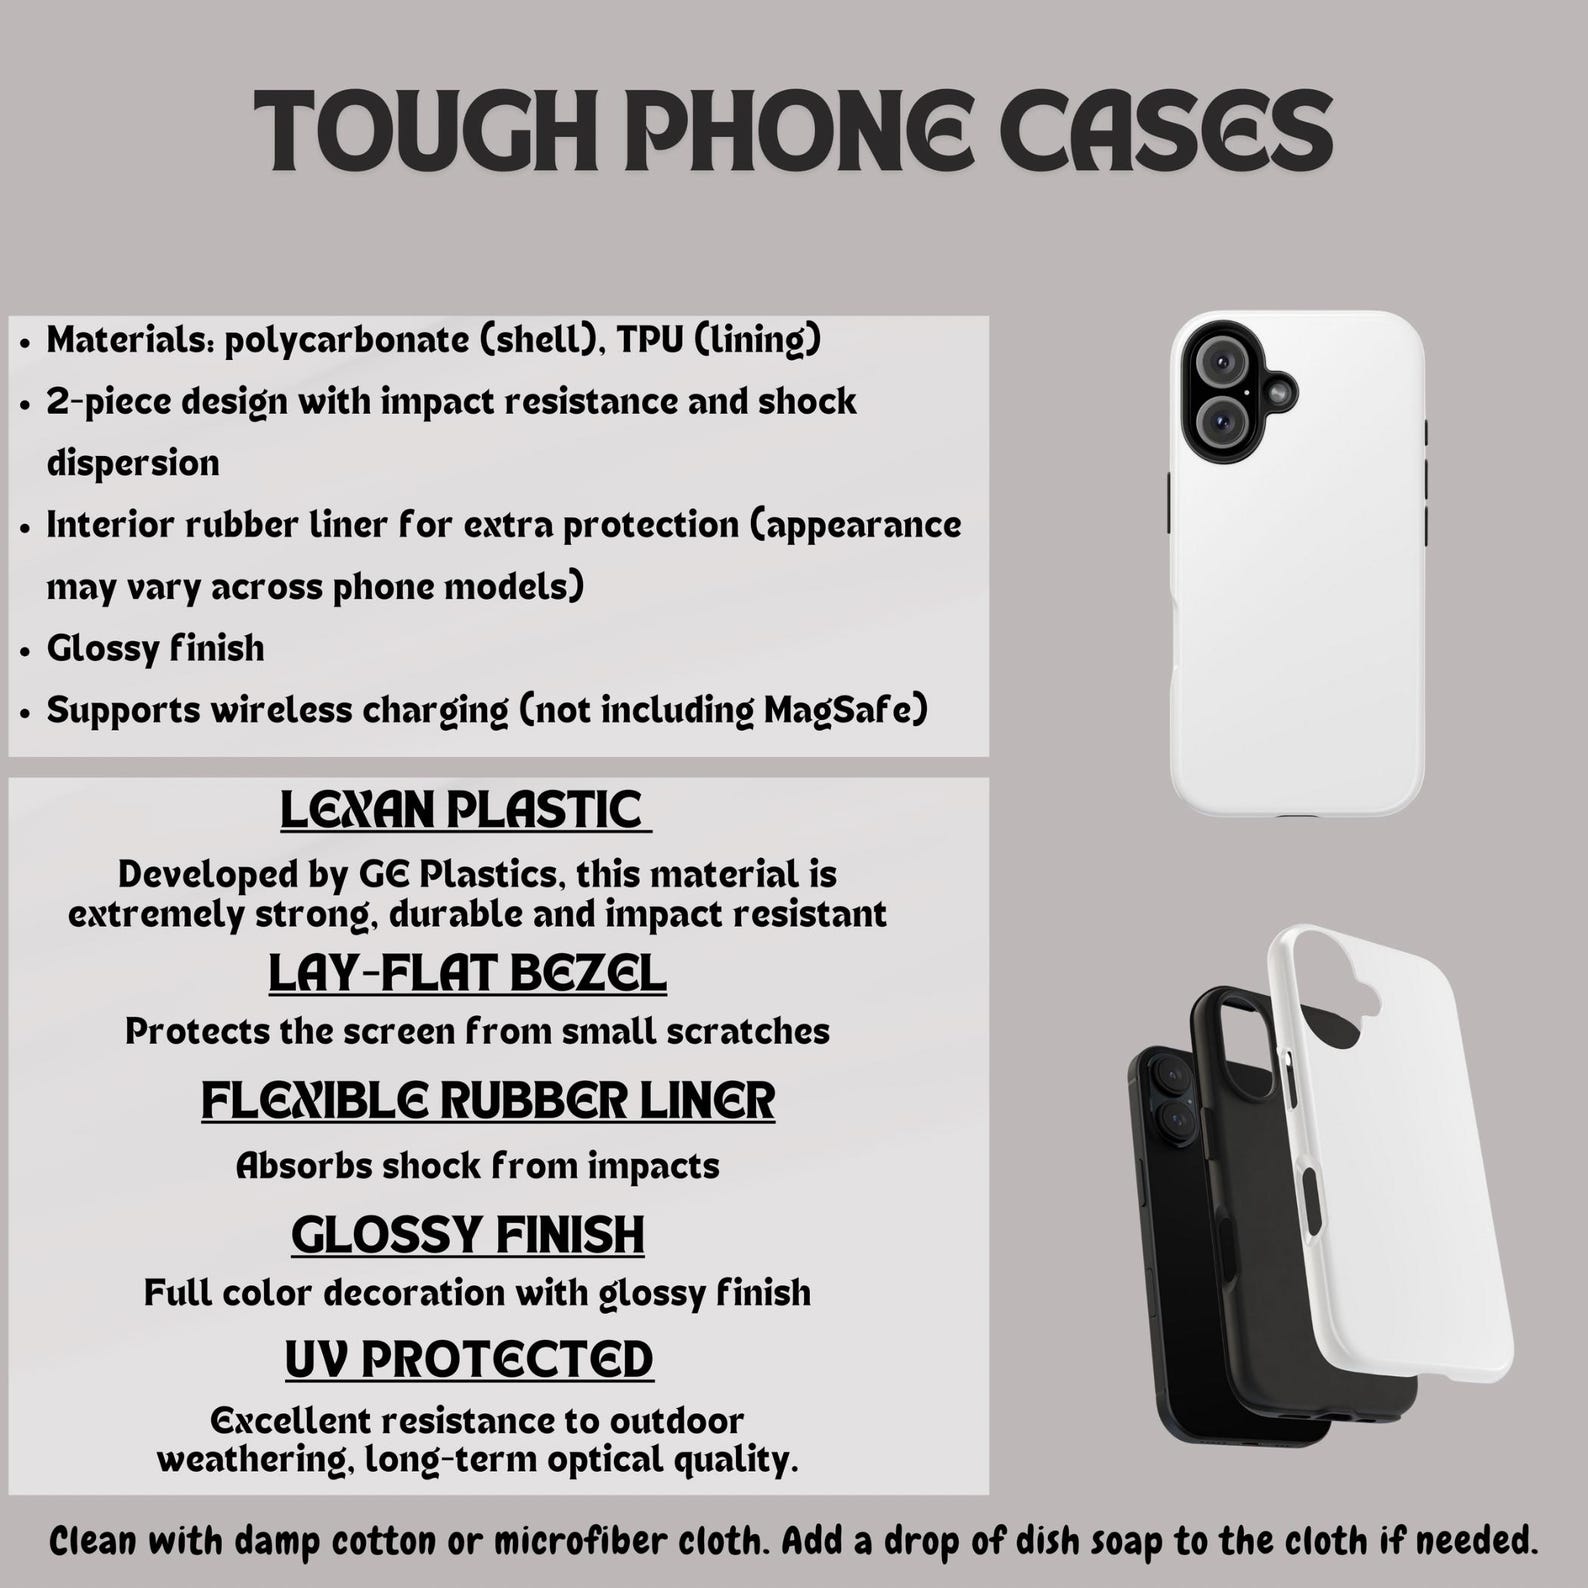 TOUGH PHONE CASES
• Materials: polycarbonate (shell), TPU (lining)
• 2-piece design with impact resistance and shock
dispersion
• Interior rubber liner for extra protection (appearance
may vary across phone models)
• Glossy finish
• Supports wireless charging (not including MagSafe)
LEXAN PLASTIC
Developed by GE Plastics, this material is
extremely strong, durable and impact resistant
LAY-FLAT BEZEL
Protects the screen from small scratches
FLEXIBLE RUBBER LINER
Absorbs shock from impacts
GLOSSY FINISH
Full color decoration with glossy finish
UV PROTECTED
Excellent resistance to outdoor
weathering, long-term optical quality.
Clean with damp cotton or microfiber cloth. Add a drop of dish soap to the cloth if needed.